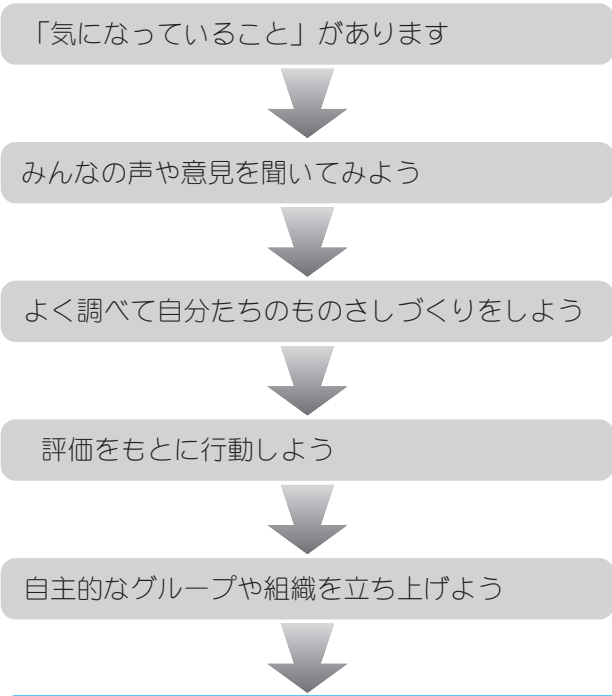 「気になっていること」があります
みんなの声や意見を聞いてみよう
よく調べて自分たちのものさしづくりをしよう
評価をもとに行動しよう
自主的なグループや組織を立ち上げよう